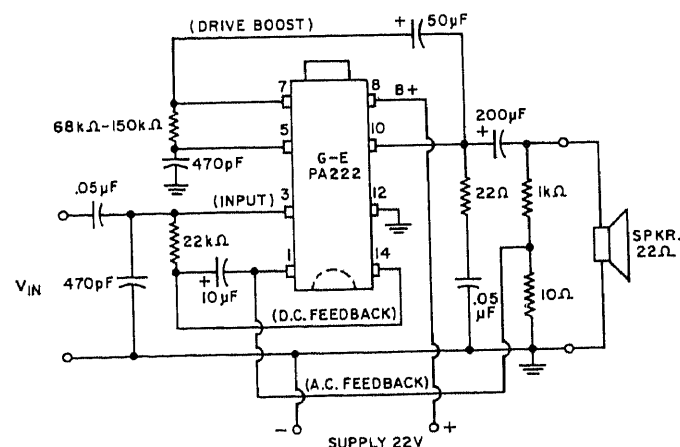 (DRIVE BOOST)
+ 50µF
7
8
B+
68kΩ-150kΩ
5
10
200µF
+
G-E
PA222
470pF
.05µF
(INPUT)
3
12
22Ω
1kΩ
22kΩ
SPKR.
22Ω
1
14
VIN
470pF
+
10µF
.05
µF
10Ω
(D.C. FEEDBACK)
(A.C. FEEDBACK)
-
+
SUPPLY 22V